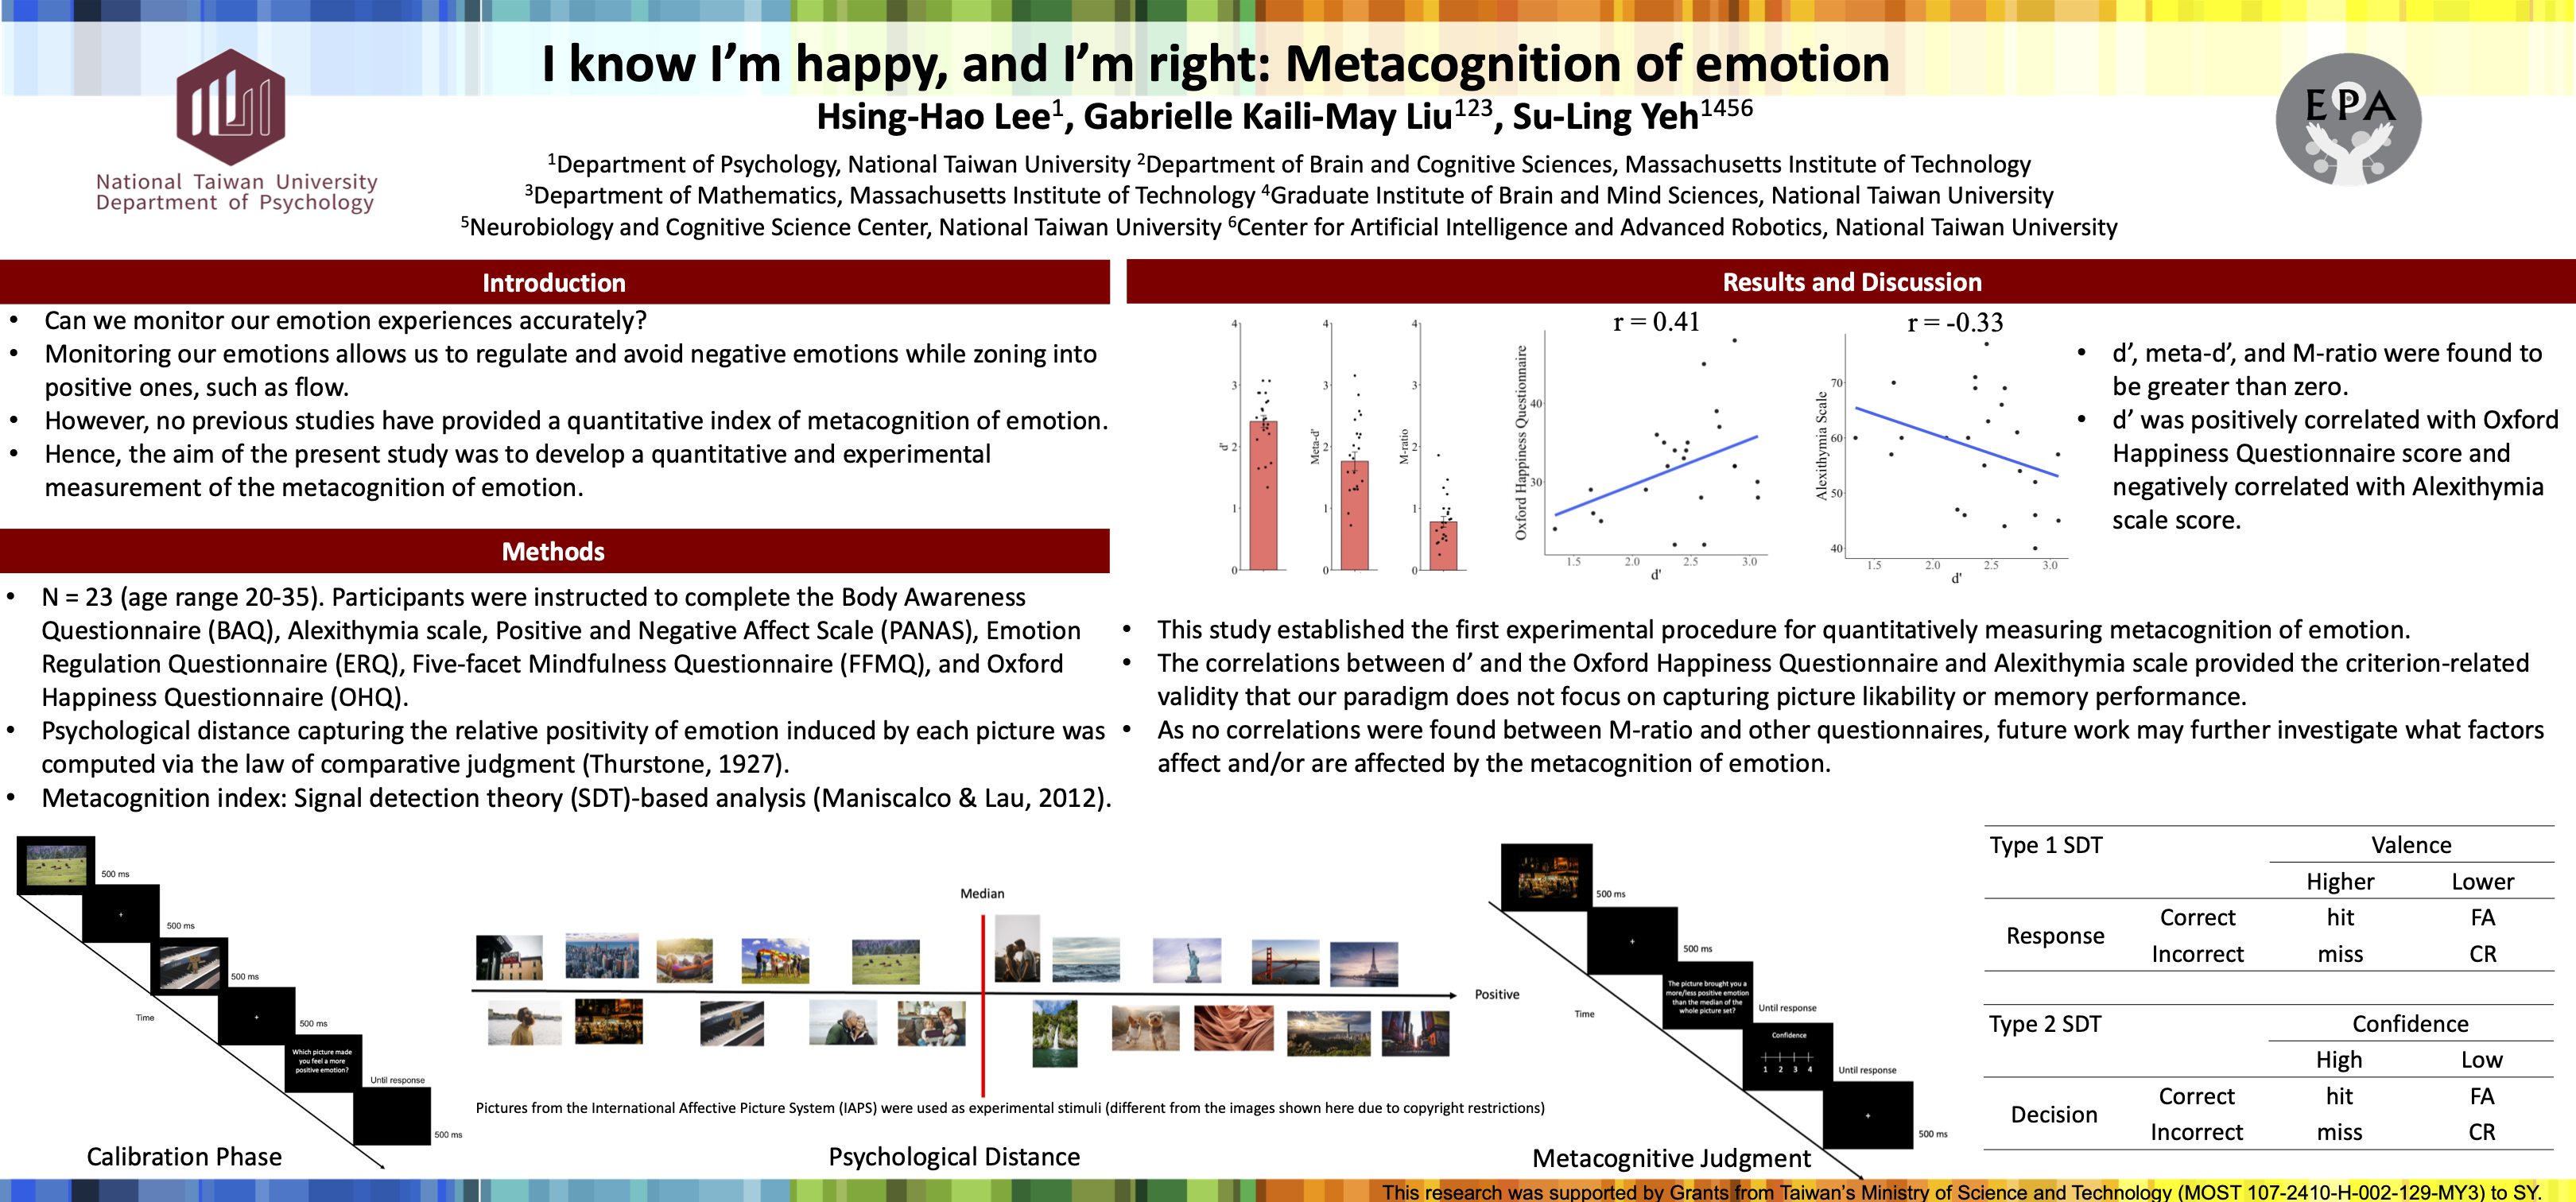 I know I'm happy, and I'm right: Metacognition of emotion
Hsing-Hao Lee1, Gabrielle Kaili-May Liu123, Su-Ling Yeh1456
1Department of Psychology, National Taiwan University 2Department of Brain and Cognitive Sciences, Massachusetts Institute of Technology
3Department of Mathematics, Massachusetts Institute of Technology 4Graduate Institute of Brain and Mind Sciences, National Taiwan University
5Neurobiology and Cognitive Science Center, National Taiwan University 6Center for Artificial Intelligence and Advanced Robotics, National Taiwan University
National Taiwan University
Department of Psychology
EPA
Introduction
• Can we monitor our emotion experiences accurately?
• Monitoring our emotions allows us to regulate and avoid negative emotions while zoning into
positive ones, such as flow.
• However, no previous studies have provided a quantitative index of metacognition of emotion.
• Hence, the aim of the present study was to develop a quantitative and experimental
measurement of the metacognition of emotion.
Methods
• N = 23 (age range 20-35). Participants were instructed to complete the Body Awareness
Questionnaire (BAQ), Alexithymia scale, Positive and Negative Affect Scale (PANAS), Emotion
Regulation Questionnaire (ERQ), Five-facet Mindfulness Questionnaire (FFMQ), and Oxford
Happiness Questionnaire (OHQ).
• Psychological distance capturing the relative positivity of emotion induced by each picture was
computed via the law of comparative judgment (Thurstone, 1927).
• Metacognition index: Signal detection theory (SDT)-based analysis (Maniscalco & Lau, 2012).
500 ms
+
500 ms
500 ms
+
500 ms
Which picture made
you feel a more
positive emotion?
Until response
500 ms
Time
Calibration Phase
Median
Positive
Pictures from the International Affective Picture System (IAPS) were used as experimental stimuli (different from the images shown here due to copyright restrictions)
Psychological Distance
Results and Discussion
4
3
2
1
0
d'
4
3
2
1
0
Meta-d'
4
3
2
1
0
M-ratio
r = 0.41
Oxford Happiness Questionnaire
40
30
1.5 2.0 2.5 3.0
d'
r = -0.33
Alexithymia Scale
70
60
50
40
1.5 2.0 2.5 3.0
d'
• d', meta-d', and M-ratio were found to
be greater than zero.
• d' was positively correlated with Oxford
Happiness Questionnaire score and
negatively correlated with Alexithymia
scale score.
• This study established the first experimental procedure for quantitatively measuring metacognition of emotion.
• The correlations between d' and the Oxford Happiness Questionnaire and Alexithymia scale provided the criterion-related
validity that our paradigm does not focus on capturing picture likability or memory performance.
• As no correlations were found between M-ratio and other questionnaires, future work may further investigate what factors
affect and/or are affected by the metacognition of emotion.
500 ms
+
500 ms
The picture brought you a
more/less positive emotion
than the median of the
whole picture set?
Until response
Confidence
1 2 3 4
Until response
+
500 ms
Time
Metacognitive Judgment
Type 1 SDT Valence
Higher Lower
Response
Correct hit FA
Incorrect miss CR
Type 2 SDT Confidence
High Low
Decision
Correct hit FA
Incorrect miss CR
This research was supported by Grants from Taiwan's Ministry of Science and Technology (MOST 107-2410-H-002-129-MY3) to SY.